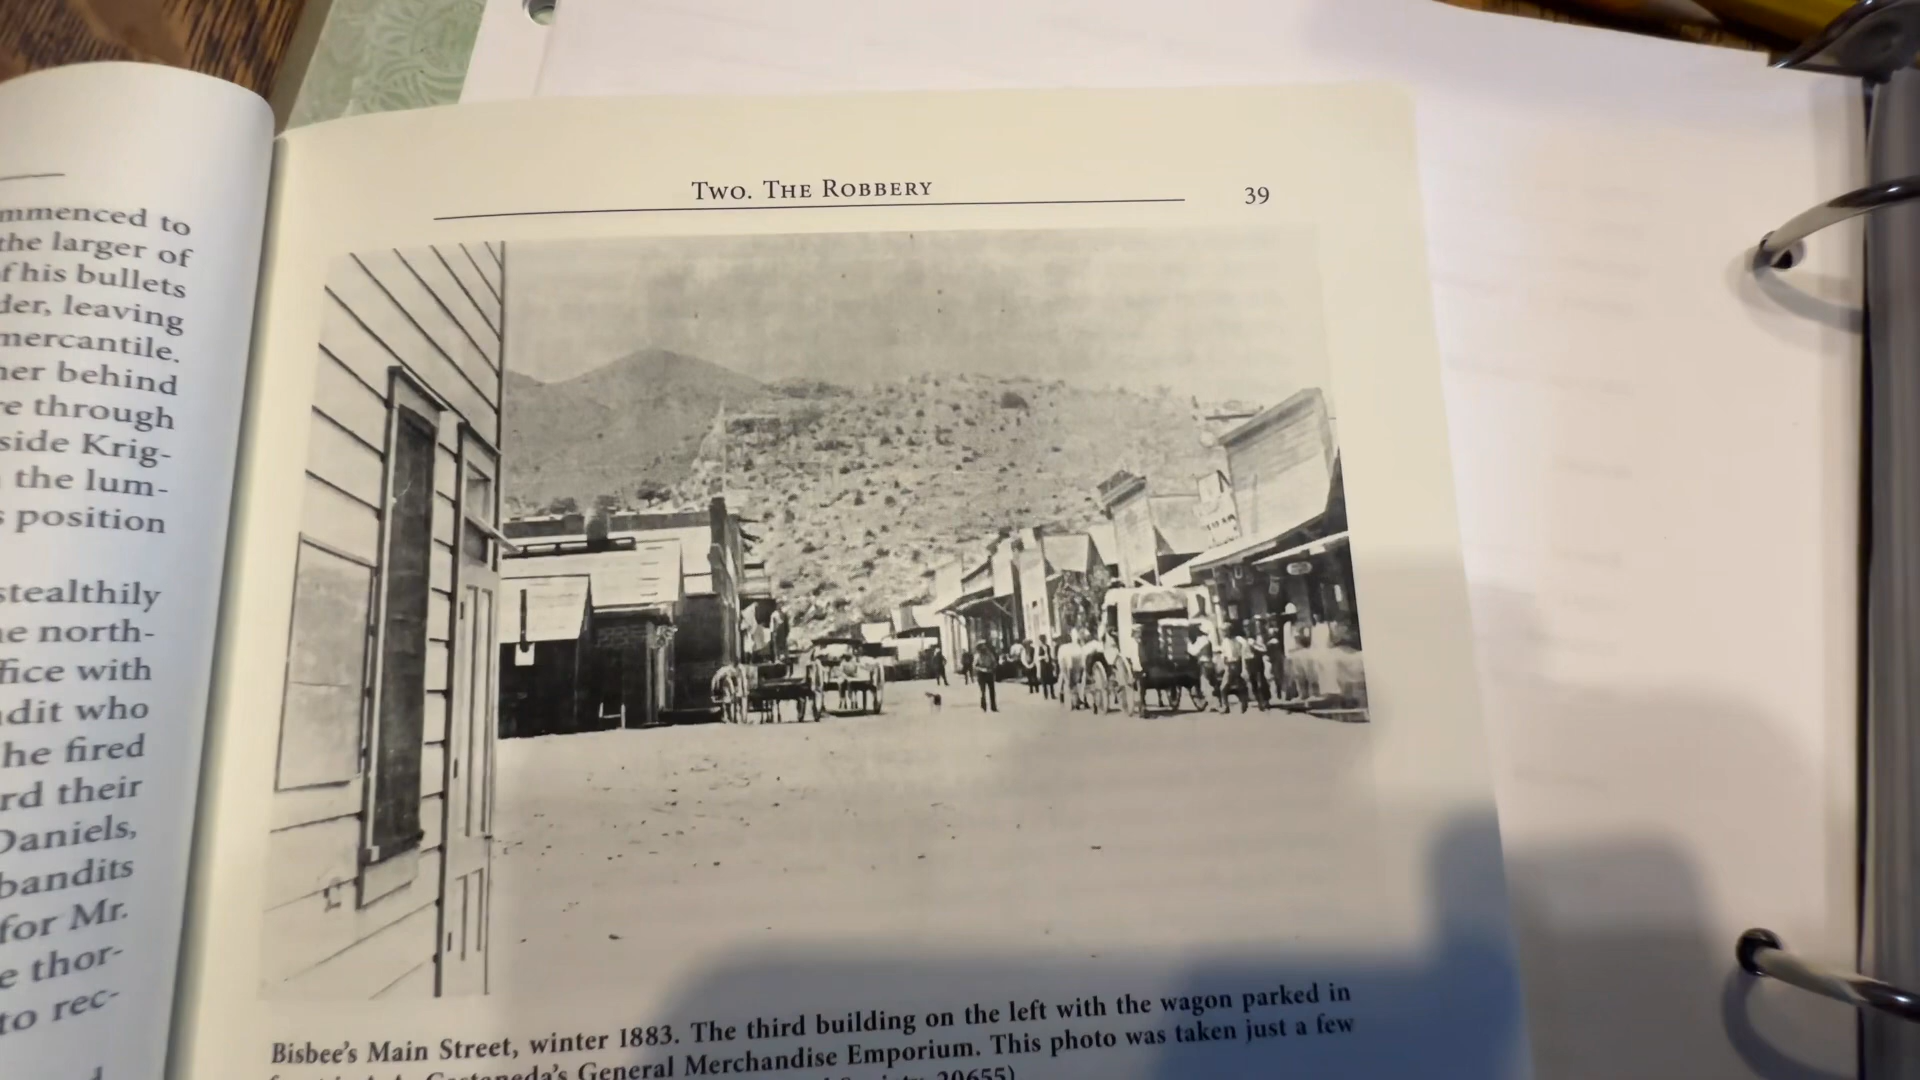 mmenced to
the larger of
f his bullets
der, leaving
mercantile.
her behind
re through
side Krig-
the lum-
s position
stealthily
he north-
fice with
ndit who
he fired
rd their
Daniels,
bandits
for Mr.
e thor-
to rec-
Two. The Robbery 39
Bisbee's Main Street, winter 1883. The third building on the left with the wagon parked in
Castaneda's General Merchandise Emporium. This photo was taken just a few
20655)